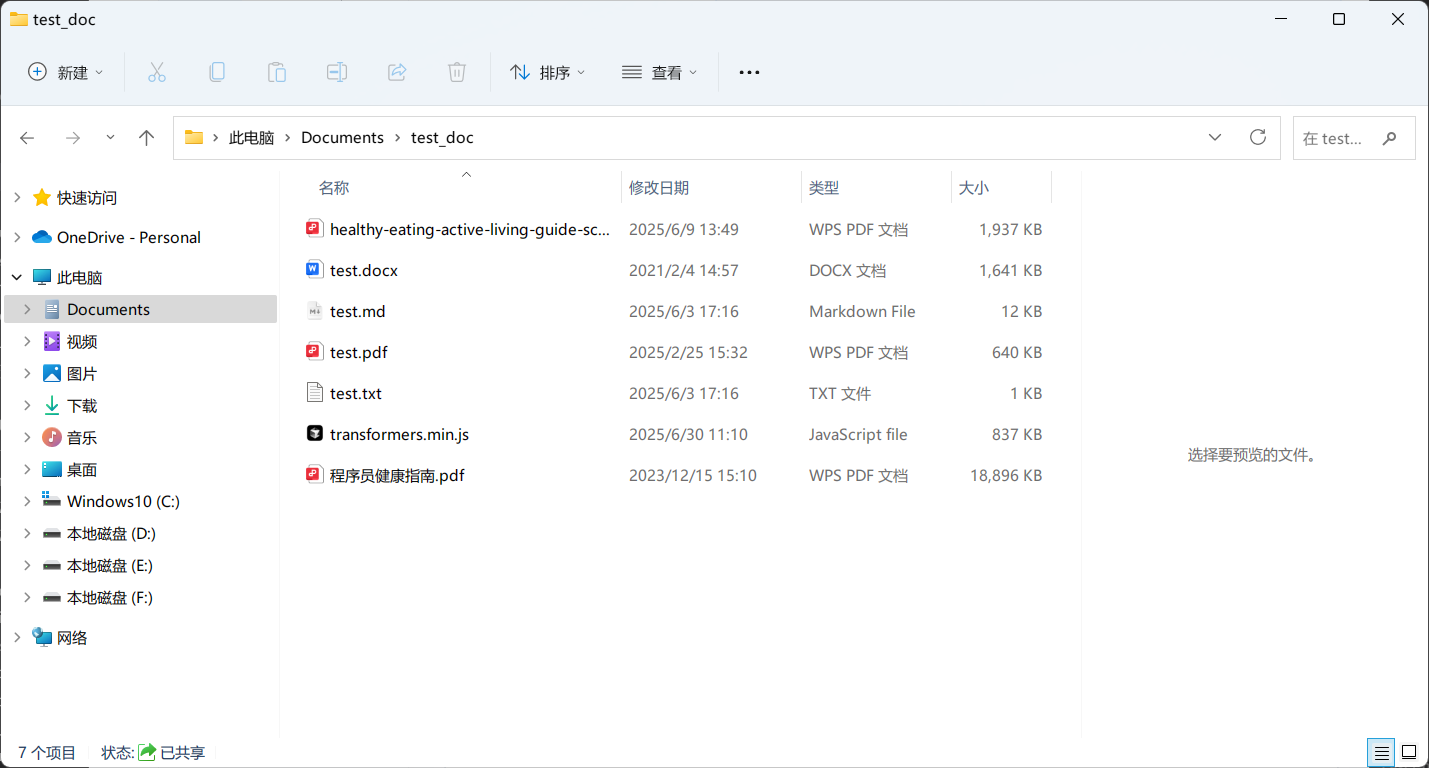 test_doc
新建
排序
查看
此电脑 Documents test_doc
在 test...
名称 修改日期 类型 大小
快速访问
OneDrive - Personal
此电脑
Documents
视频
图片
下载
音乐
桌面
Windows10 (C:)
本地磁盘 (D:)
本地磁盘 (E:)
本地磁盘 (F:)
网络
healthy-eating-active-living-guide-sc... 2025/6/9 13:49 WPS PDF 文档 1,937 KB
test.docx 2021/2/4 14:57 DOCX 文档 1,641 KB
test.md 2025/6/3 17:16 Markdown File 12 KB
test.pdf 2025/2/25 15:32 WPS PDF 文档 640 KB
test.txt 2025/6/3 17:16 TXT 文件 1 KB
transformers.min.js 2025/6/30 11:10 JavaScript file 837 KB
程序员健康指南.pdf 2023/12/15 15:10 WPS PDF 文档 18,896 KB
选择要预览的文件。
7 个项目 状态: 已共享